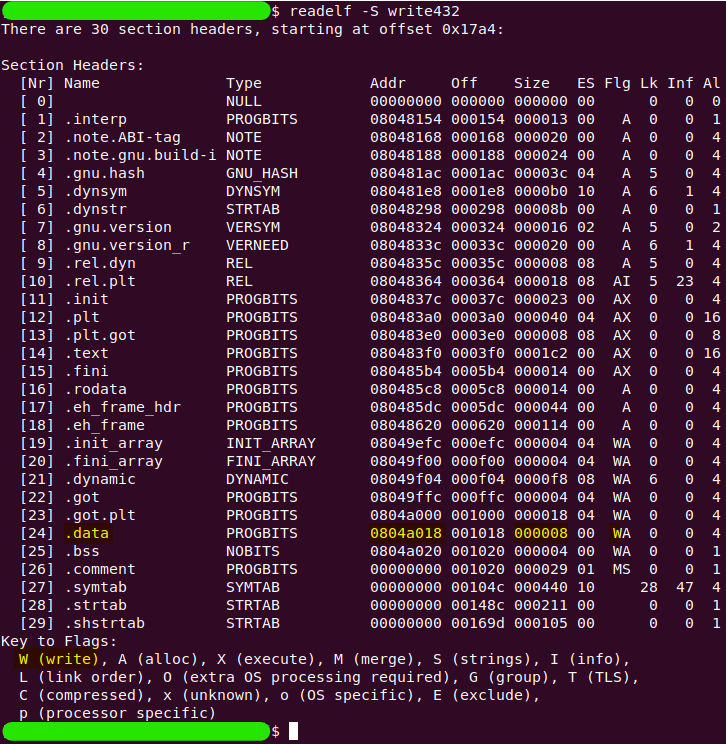 $ readelf -S write432
There are 30 section headers, starting at offset 0x17a4:
Section Headers:
[Nr] Name Type Addr Off Size ES Flg Lk Inf Al
[ 0] NULL 00000000 000000 000000 00 0 0 0
[ 1] .interp PROGBITS 08048154 000154 000013 00 A 0 0 1
[ 2] .note.ABI-tag NOTE 08048168 000168 000020 00 A 0 0 4
[ 3] .note.gnu.build-i NOTE 08048188 000188 000024 00 A 0 0 4
[ 4] .gnu.hash GNU_HASH 080481ac 0001ac 00003c 04 A 5 0 4
[ 5] .dynsym DYNSYM 080481e8 0001e8 0000b0 10 A 6 1 4
[ 6] .dynstr STRTAB 08048298 000298 00008b 00 A 0 0 1
[ 7] .gnu.version VERSYM 08048324 000324 000016 02 A 5 0 2
[ 8] .gnu.version_r VERNEED 0804833c 00033c 000020 00 A 6 1 4
[ 9] .rel.dyn REL 0804835c 00035c 000008 08 A 5 0 4
[10] .rel.plt REL 08048364 000364 000018 08 AI 5 23 4
[11] .init PROGBITS 0804837c 00037c 000023 00 AX 0 0 4
[12] .plt PROGBITS 080483a0 0003a0 000040 04 AX 0 0 16
[13] .plt.got PROGBITS 080483e0 0003e0 000008 08 AX 0 0 8
[14] .text PROGBITS 080483f0 0003f0 0001c2 00 AX 0 0 16
[15] .fini PROGBITS 080485b4 0005b4 000014 00 AX 0 0 4
[16] .rodata PROGBITS 080485c8 0005c8 000014 00 A 0 0 4
[17] .eh_frame_hdr PROGBITS 080485dc 0005dc 000044 00 A 0 0 4
[18] .eh_frame PROGBITS 08048620 000620 000114 00 A 0 0 4
[19] .init_array INIT_ARRAY 08049efc 000efc 000004 04 WA 0 0 4
[20] .fini_array FINI_ARRAY 08049f00 000f00 000004 04 WA 0 0 4
[21] .dynamic DYNAMIC 08049f04 000f04 0000f8 08 WA 6 0 4
[22] .got PROGBITS 08049ffc 000ffc 000004 04 WA 0 0 4
[23] .got.plt PROGBITS 0804a000 001000 000018 04 WA 0 0 4
[24] .data PROGBITS 0804a018 001018 000008 00 WA 0 0 4
[25] .bss NOBITS 0804a020 001020 000004 00 WA 0 0 1
[26] .comment PROGBITS 00000000 001020 000029 01 MS 0 0 1
[27] .symtab SYMTAB 00000000 00104c 000440 10 28 47 4
[28] .strtab STRTAB 00000000 00148c 000211 00 0 0 1
[29] .shstrtab STRTAB 00000000 00169d 000105 00 0 0 1
Key to Flags:
W (write), A (alloc), X (execute), M (merge), S (strings), I (info),
L (link order), O (extra OS processing required), G (group), T (TLS),
C (compressed), x (unknown), o (OS specific), E (exclude),
p (processor specific)
$